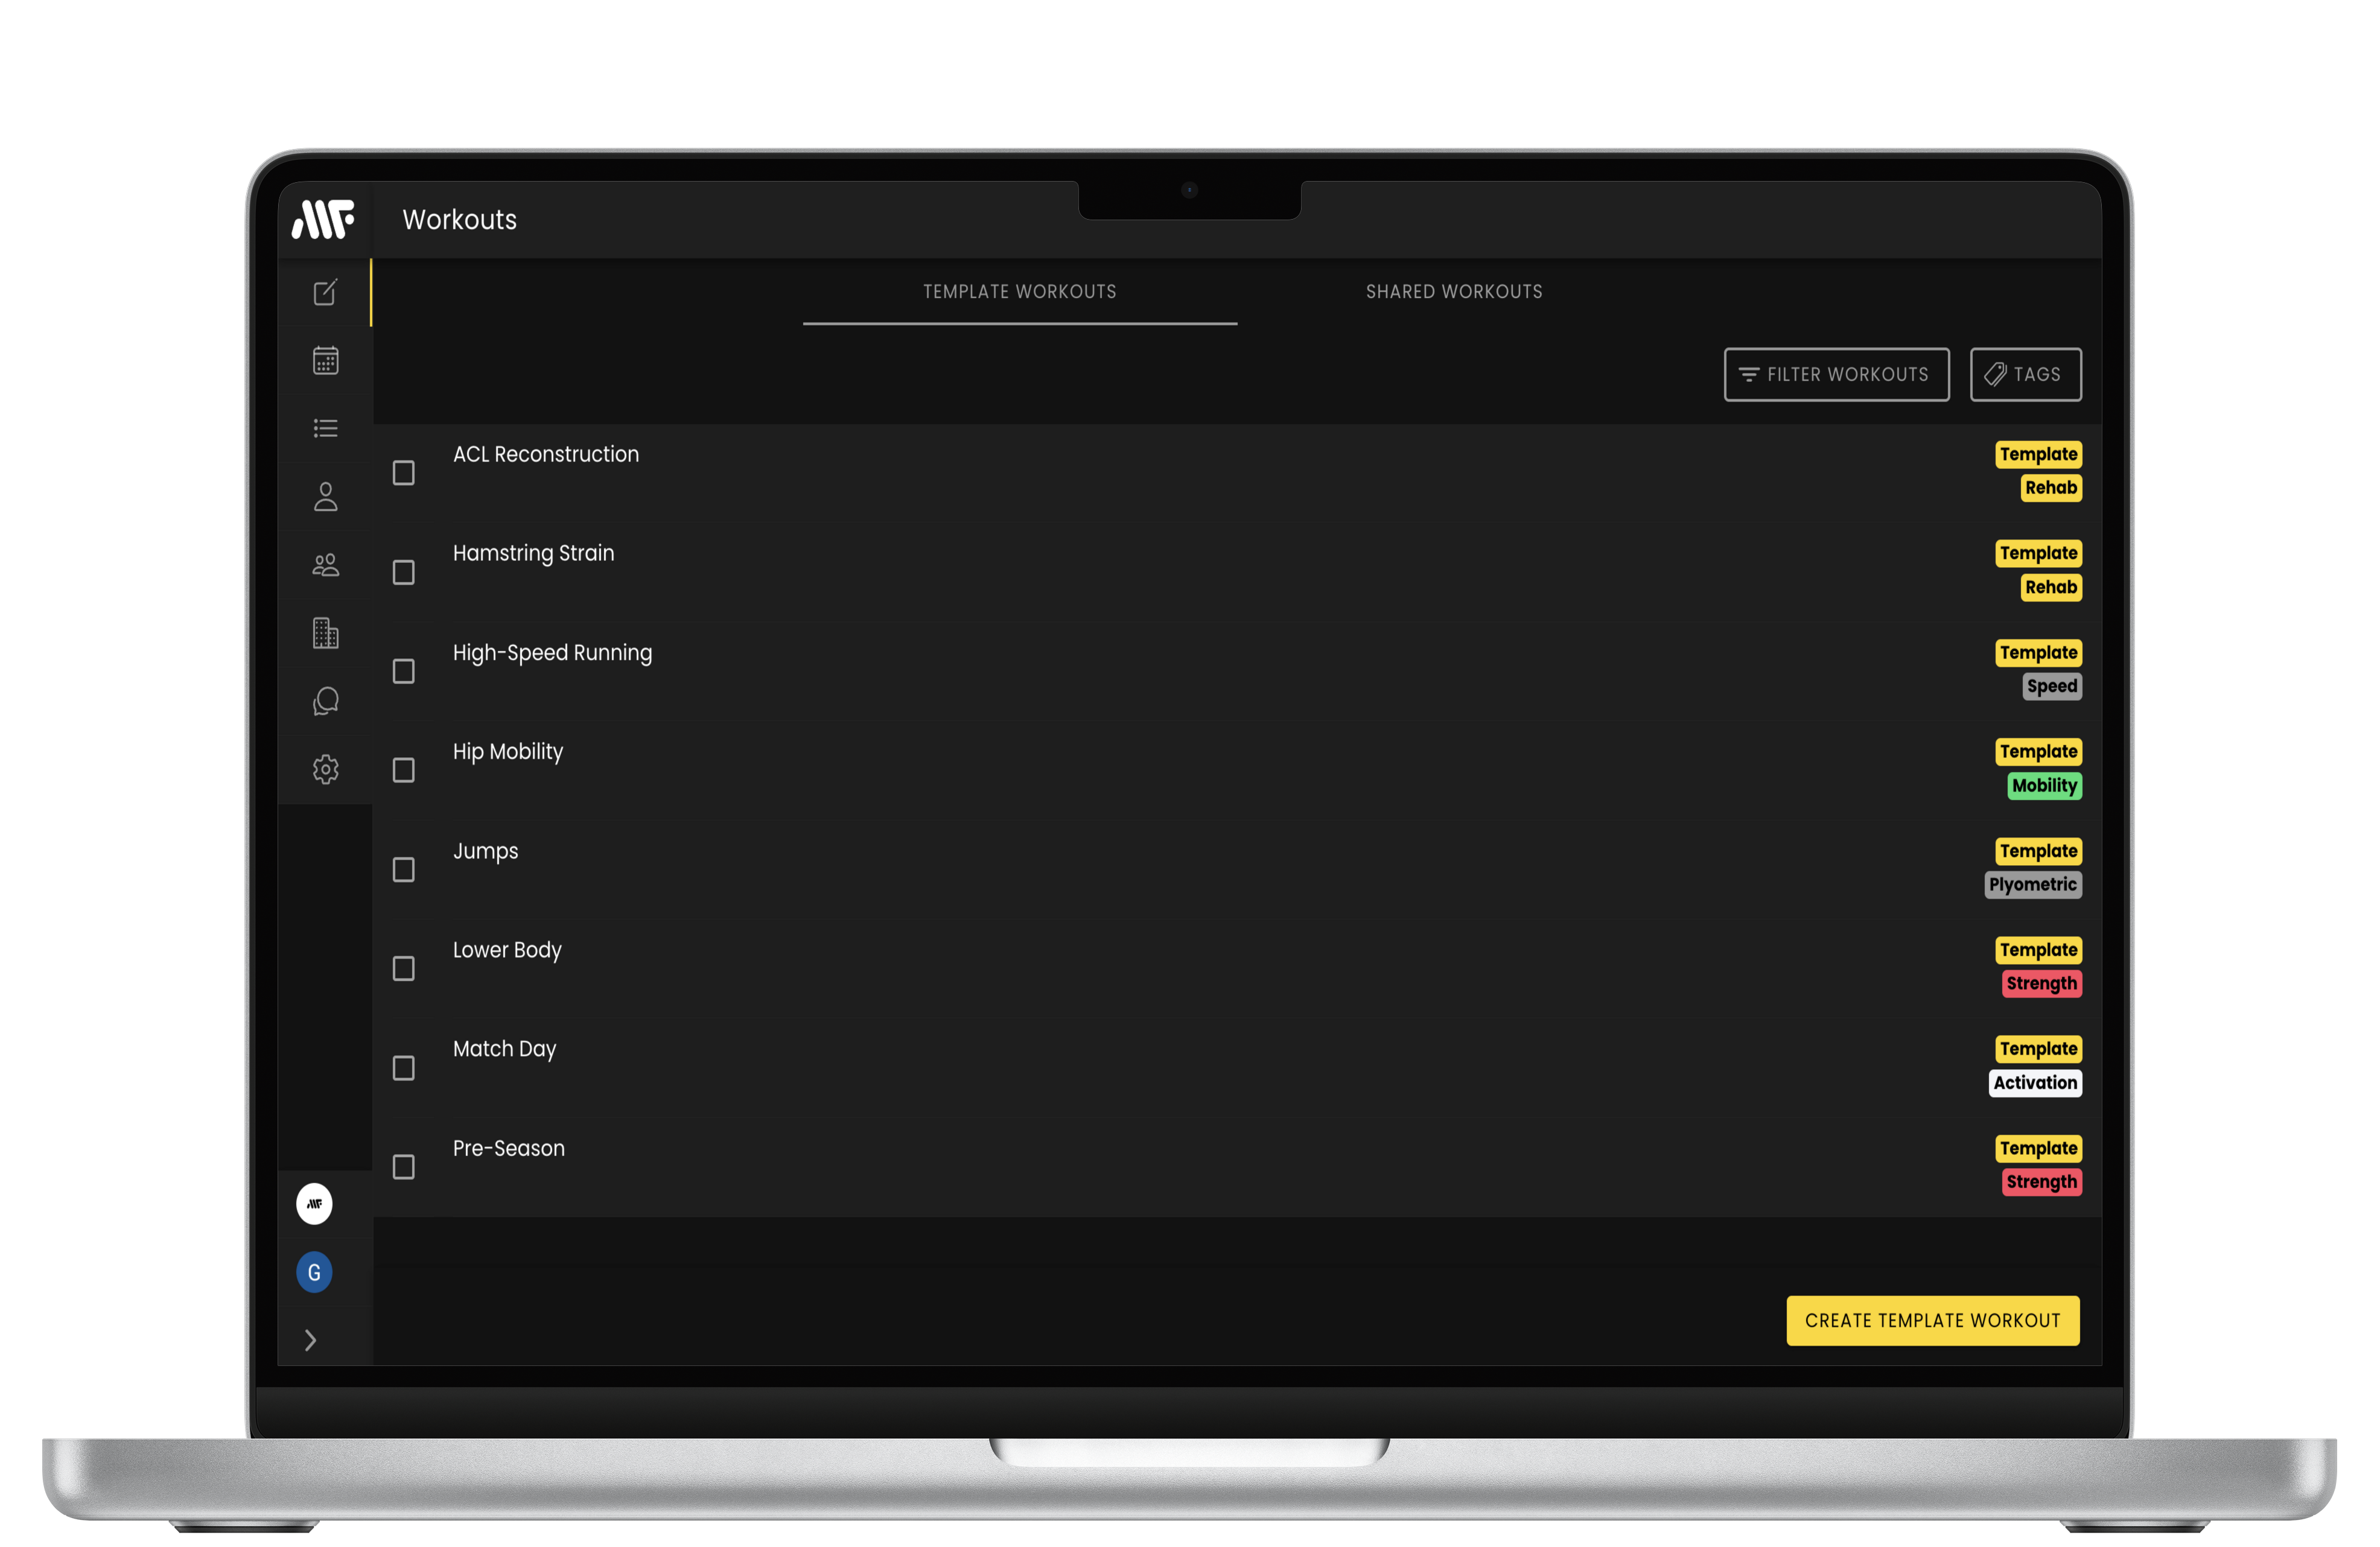 Workouts
TEMPLATE WORKOUTS
SHARED WORKOUTS
FILTER WORKOUTS
TAGS
ACL Reconstruction
Template
Rehab
Hamstring Strain
Template
Rehab
High-Speed Running
Template
Speed
Hip Mobility
Template
Mobility
Jumps
Template
Plyometric
Lower Body
Template
Strength
Match Day
Template
Activation
Pre-Season
Template
Strength
G
CREATE TEMPLATE WORKOUT